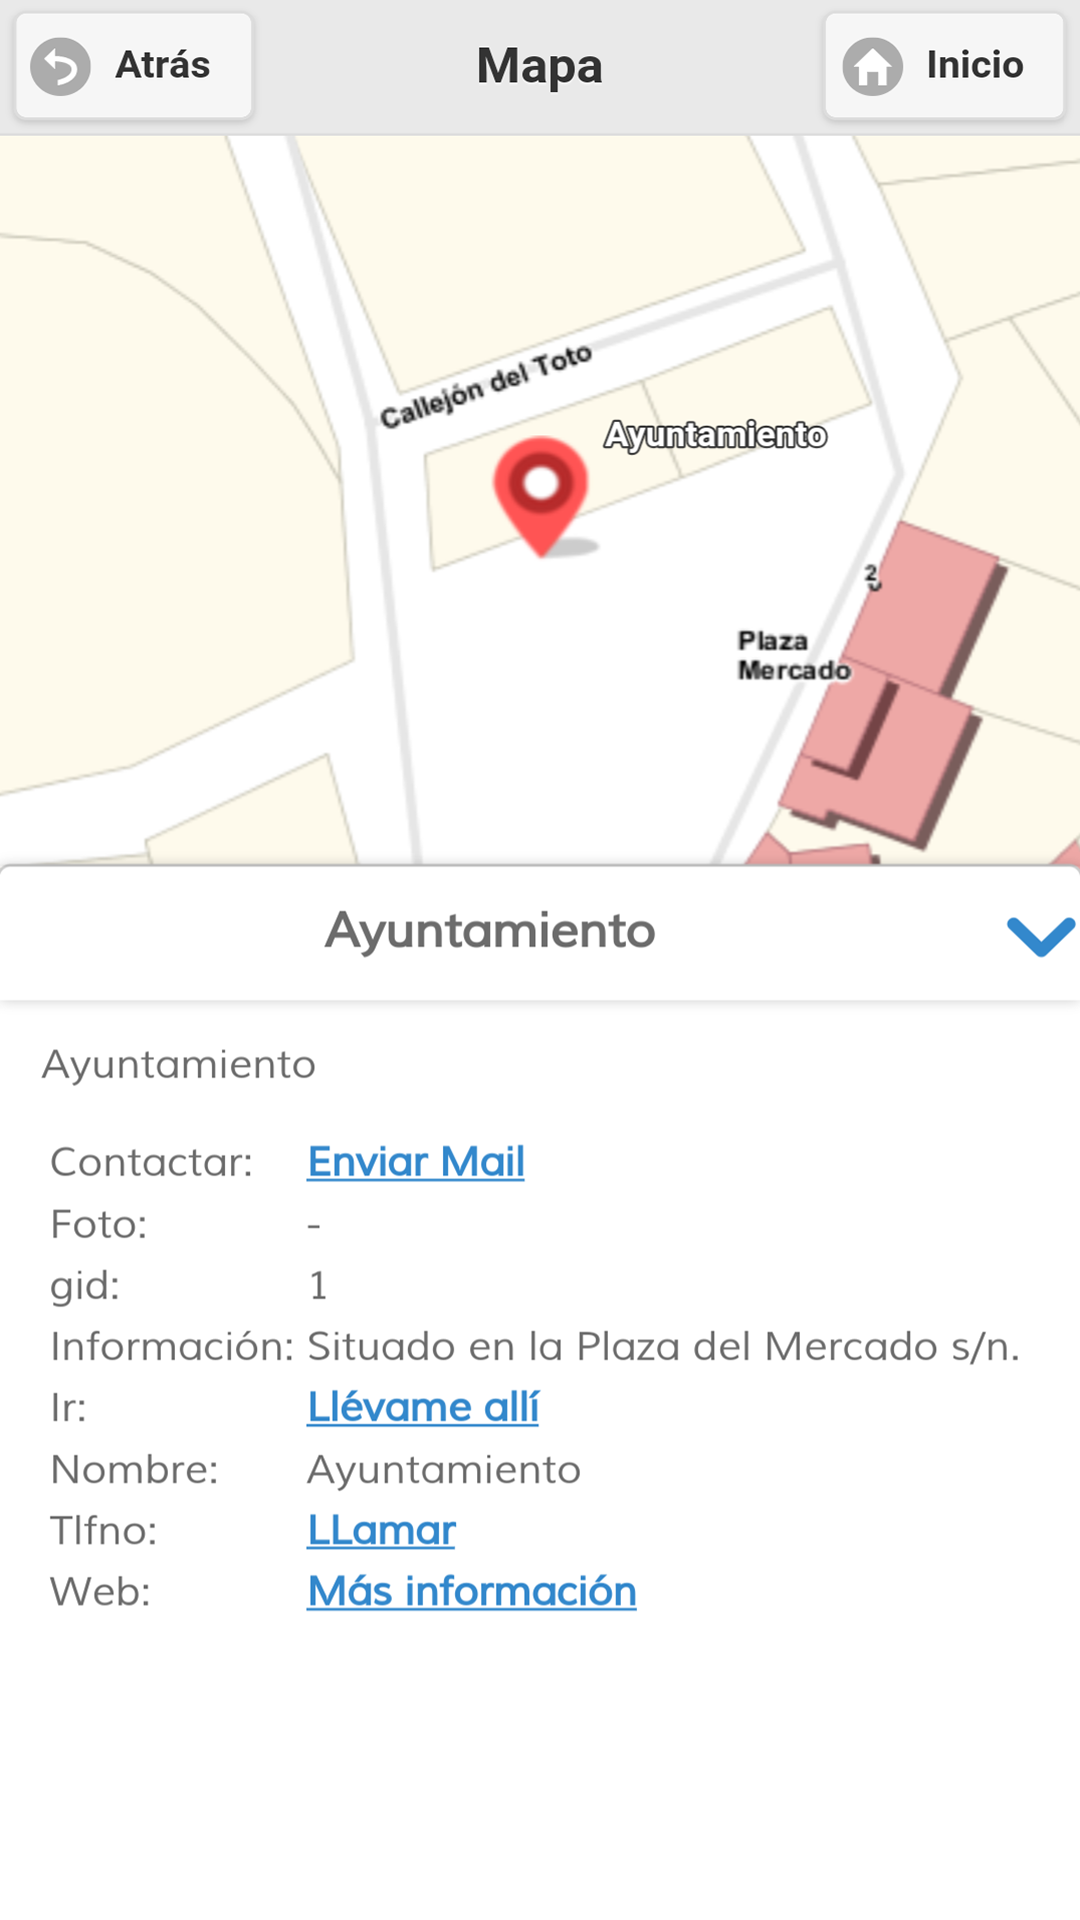 Atrás
Mapa
Inicio
Callejón del Toto
Ayuntamiento
2
Plaza
Mercado
Ayuntamiento
Ayuntamiento
Contactar: Enviar Mail
Foto: -
gid: 1
Información: Situado en la Plaza del Mercado s/n.
Ir: Llévame allí
Nombre: Ayuntamiento
Tlfno: LLamar
Web: Más información